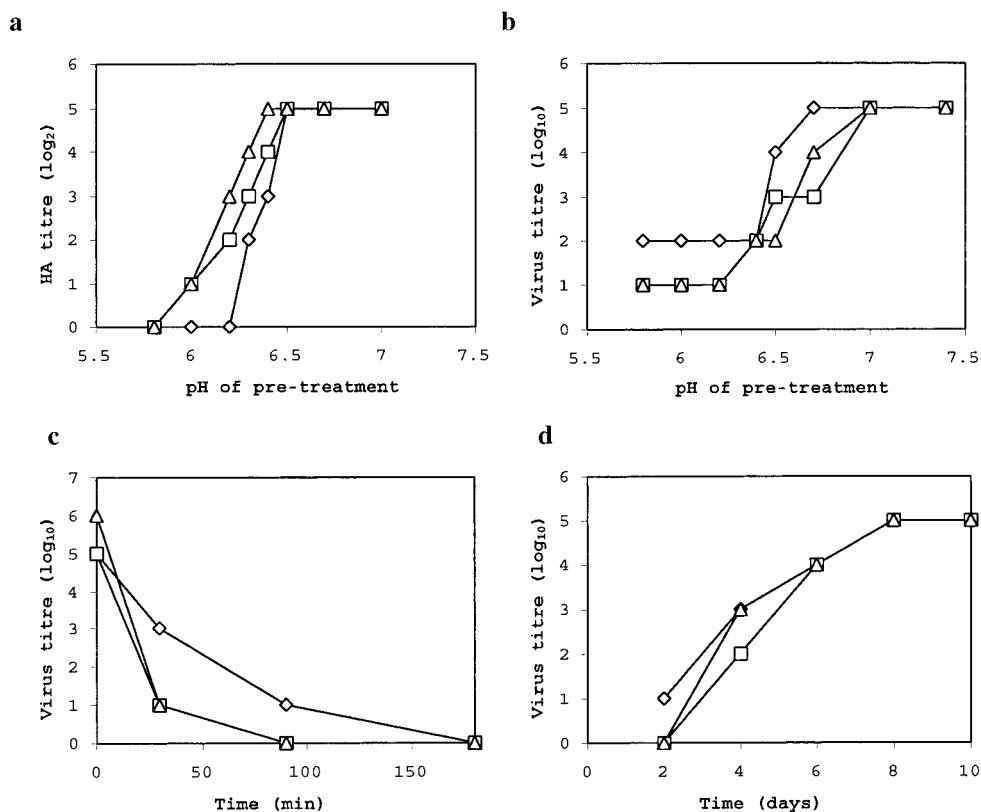 a
b
6
5
4
3
2
1
0
HA titre (log₂)
5.5 6 6.5 7 7.5
pH of pre-treatment
6
5
4
3
2
1
0
Virus titre (log₁₀)
5.5 6 6.5 7 7.5
pH of pre-treatment
c
d
7
6
5
4
3
2
1
0
Virus titre (log₁₀)
0 50 100 150
Time (min)
6
5
4
3
2
1
0
Virus titre (log₁₀)
0 2 4 6 8 10
Time (days)